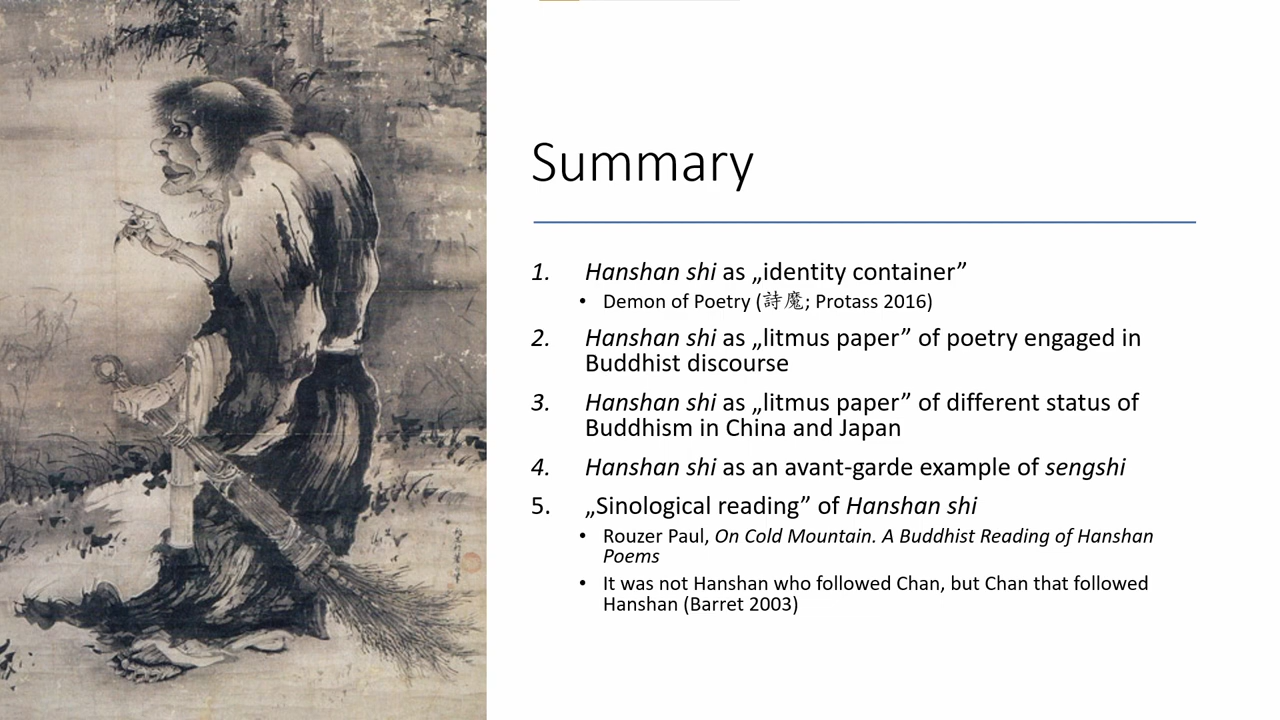 Summary
1. Hanshan shi as „identity container”
• Demon of Poetry (詩魔; Protass 2016)
2. Hanshan shi as „litmus paper” of poetry engaged in
Buddhist discourse
3. Hanshan shi as „litmus paper” of different status of
Buddhism in China and Japan
4. Hanshan shi as an avant-garde example of sengshi
5. „Sinological reading” of Hanshan shi
• Rouzer Paul, On Cold Mountain. A Buddhist Reading of Hanshan
Poems
• It was not Hanshan who followed Chan, but Chan that followed
Hanshan (Barret 2003)